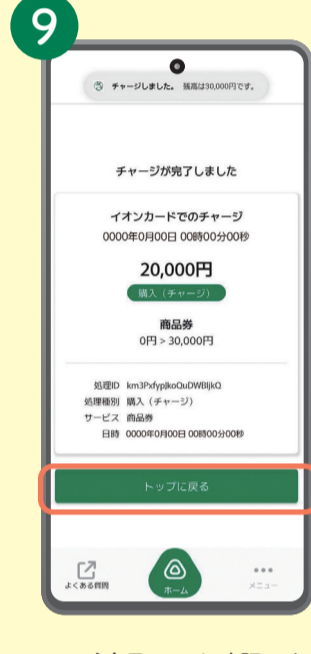 9
チャージしました。 残高は30,000円です。
チャージが完了しました
イオンカードでのチャージ
0000年0月00日 00時00分00秒
20,000円
購入（チャージ）
商品券
0円 > 30,000円
処理ID km3PxfypJkoQuDWBljkQ
処理種別 購入（チャージ）
サービス 商品券
日時 0000年0月00日 00時00分00秒
トップに戻る
よくある質問
ホーム
メニュー